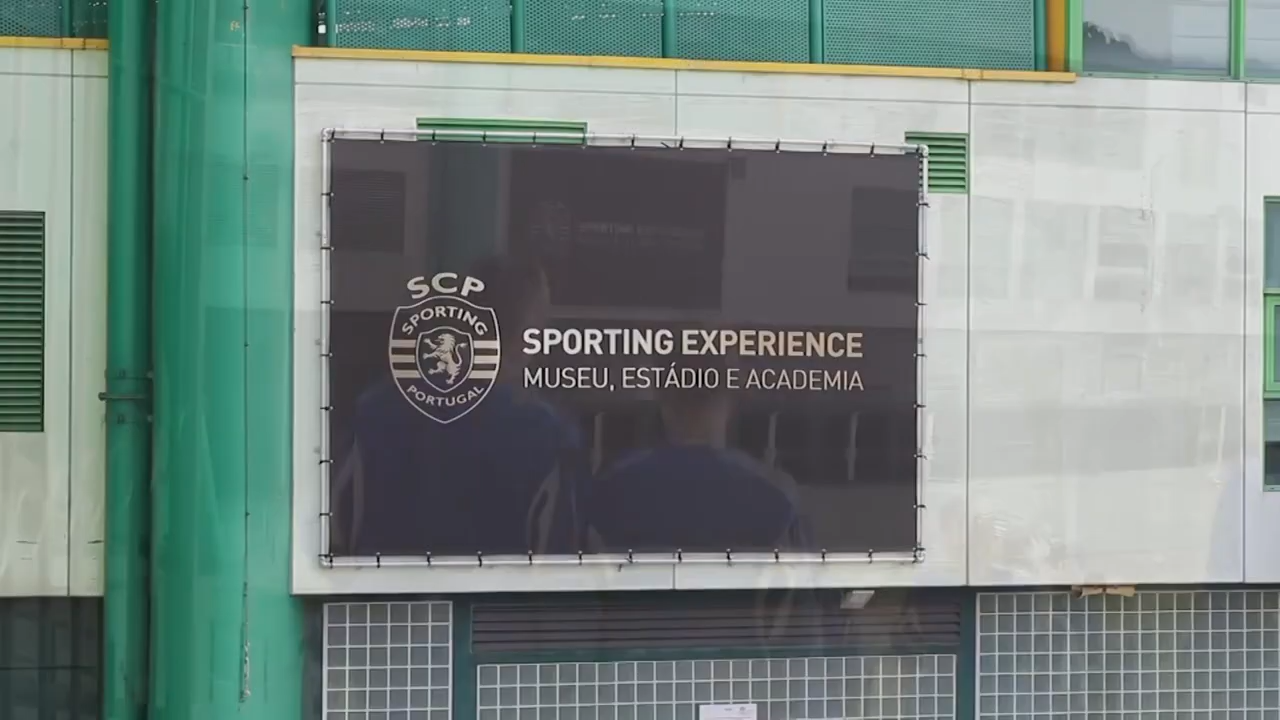 SCP
SPORTING
PORTUGAL
SPORTING EXPERIENCE
MUSEU, ESTÁDIO E ACADEMIA